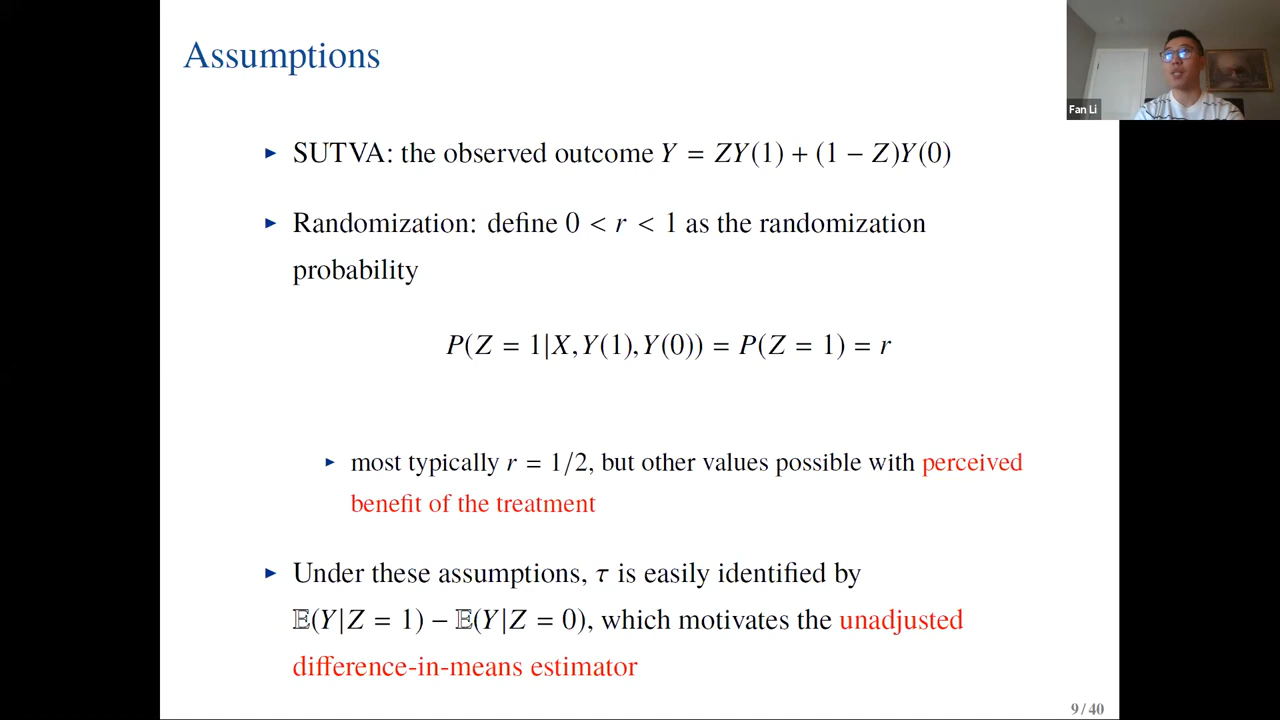 Assumptions
Fan Li
▶ SUTVA: the observed outcome Y = ZY(1) + (1 − Z)Y(0)
▶ Randomization: define 0 < r < 1 as the randomization
probability
P(Z = 1|X, Y(1), Y(0)) = P(Z = 1) = r
▶ most typically r = 1/2, but other values possible with perceived
benefit of the treatment
▶ Under these assumptions, τ is easily identified by
𝔼(Y|Z = 1) − 𝔼(Y|Z = 0), which motivates the unadjusted
difference-in-means estimator
9 / 40